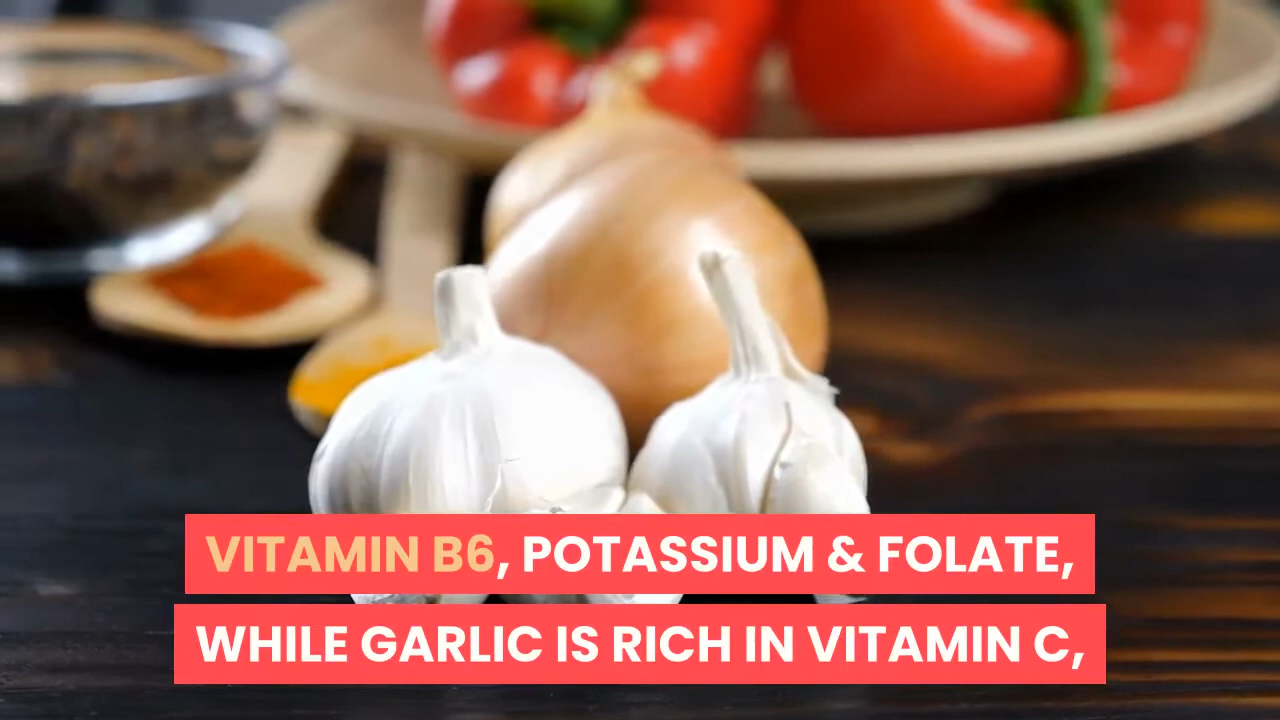 VITAMIN B6, POTASSIUM & FOLATE,
WHILE GARLIC IS RICH IN VITAMIN C,